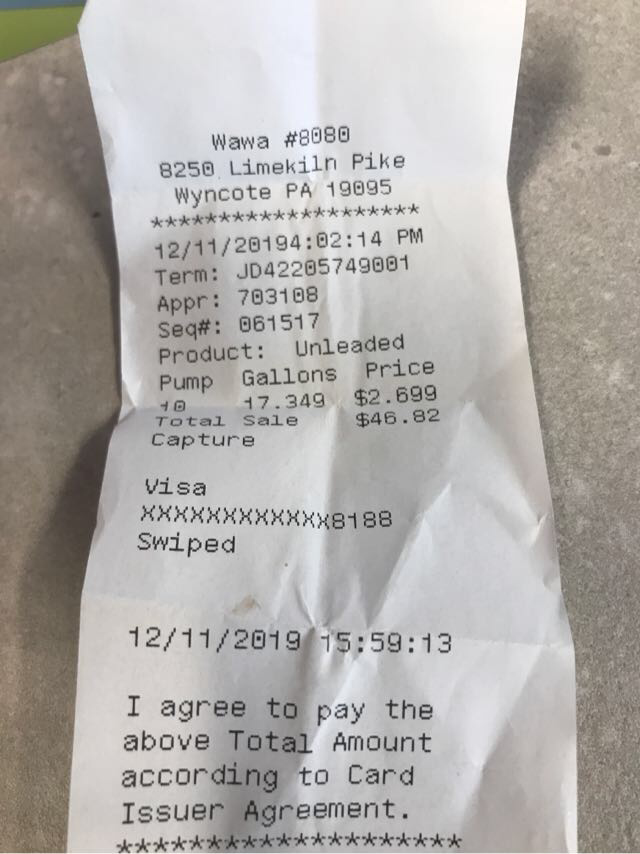 Wawa #8080
8250 Limekiln Pike
Wyncote PA 19095
********************
12/11/20194:02:14 PM
Term: JD42205749001
Appr: 703108
Seq#: 061517
Product: Unleaded
Pump Gallons Price
10 17.349 $2.699
Total Sale $46.82
Capture
Visa
XXXXXXXXXXXX8188
Swiped
12/11/2019 15:59:13
I agree to pay the
above Total Amount
according to Card
Issuer Agreement.
********************